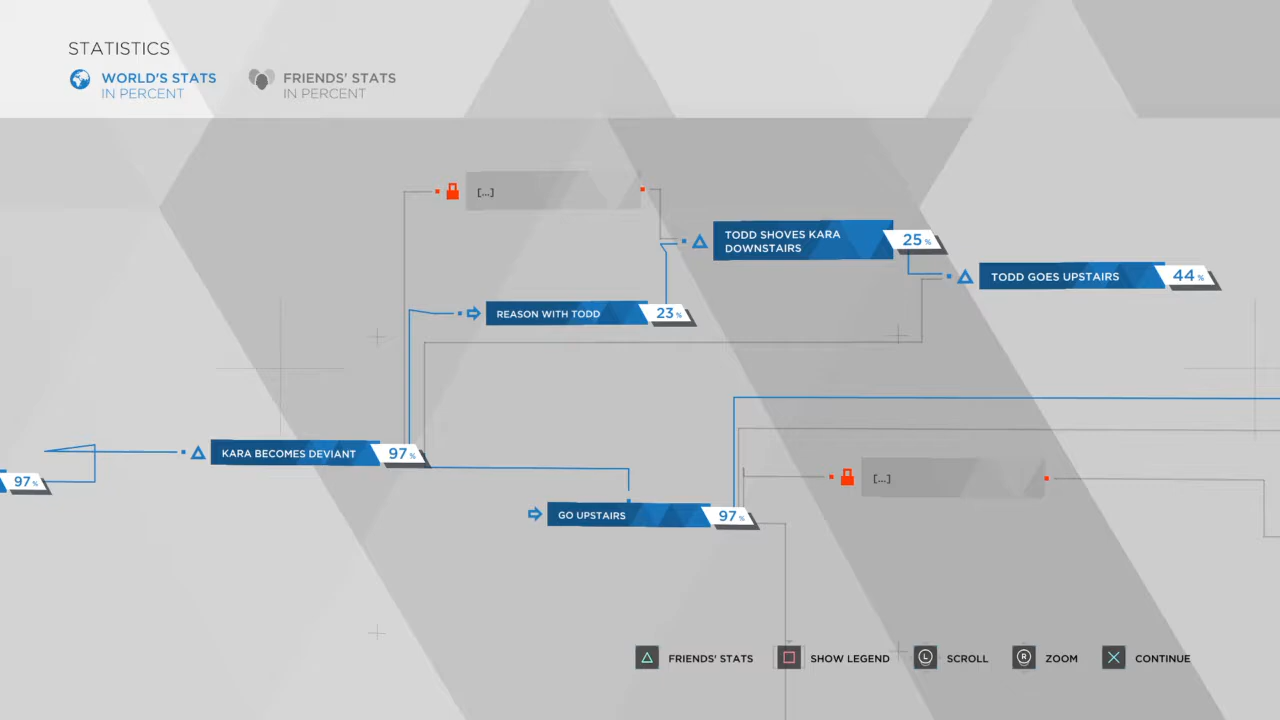 STATISTICS
WORLD'S STATS
IN PERCENT
FRIENDS' STATS
IN PERCENT
[...]
TODD SHOVES KARA
DOWNSTAIRS
25 %
TODD GOES UPSTAIRS
44 %
REASON WITH TODD
23 %
KARA BECOMES DEVIANT
97 %
97 %
[...]
GO UPSTAIRS
97 %
FRIENDS' STATS
SHOW LEGEND
L
SCROLL
R
ZOOM
CONTINUE